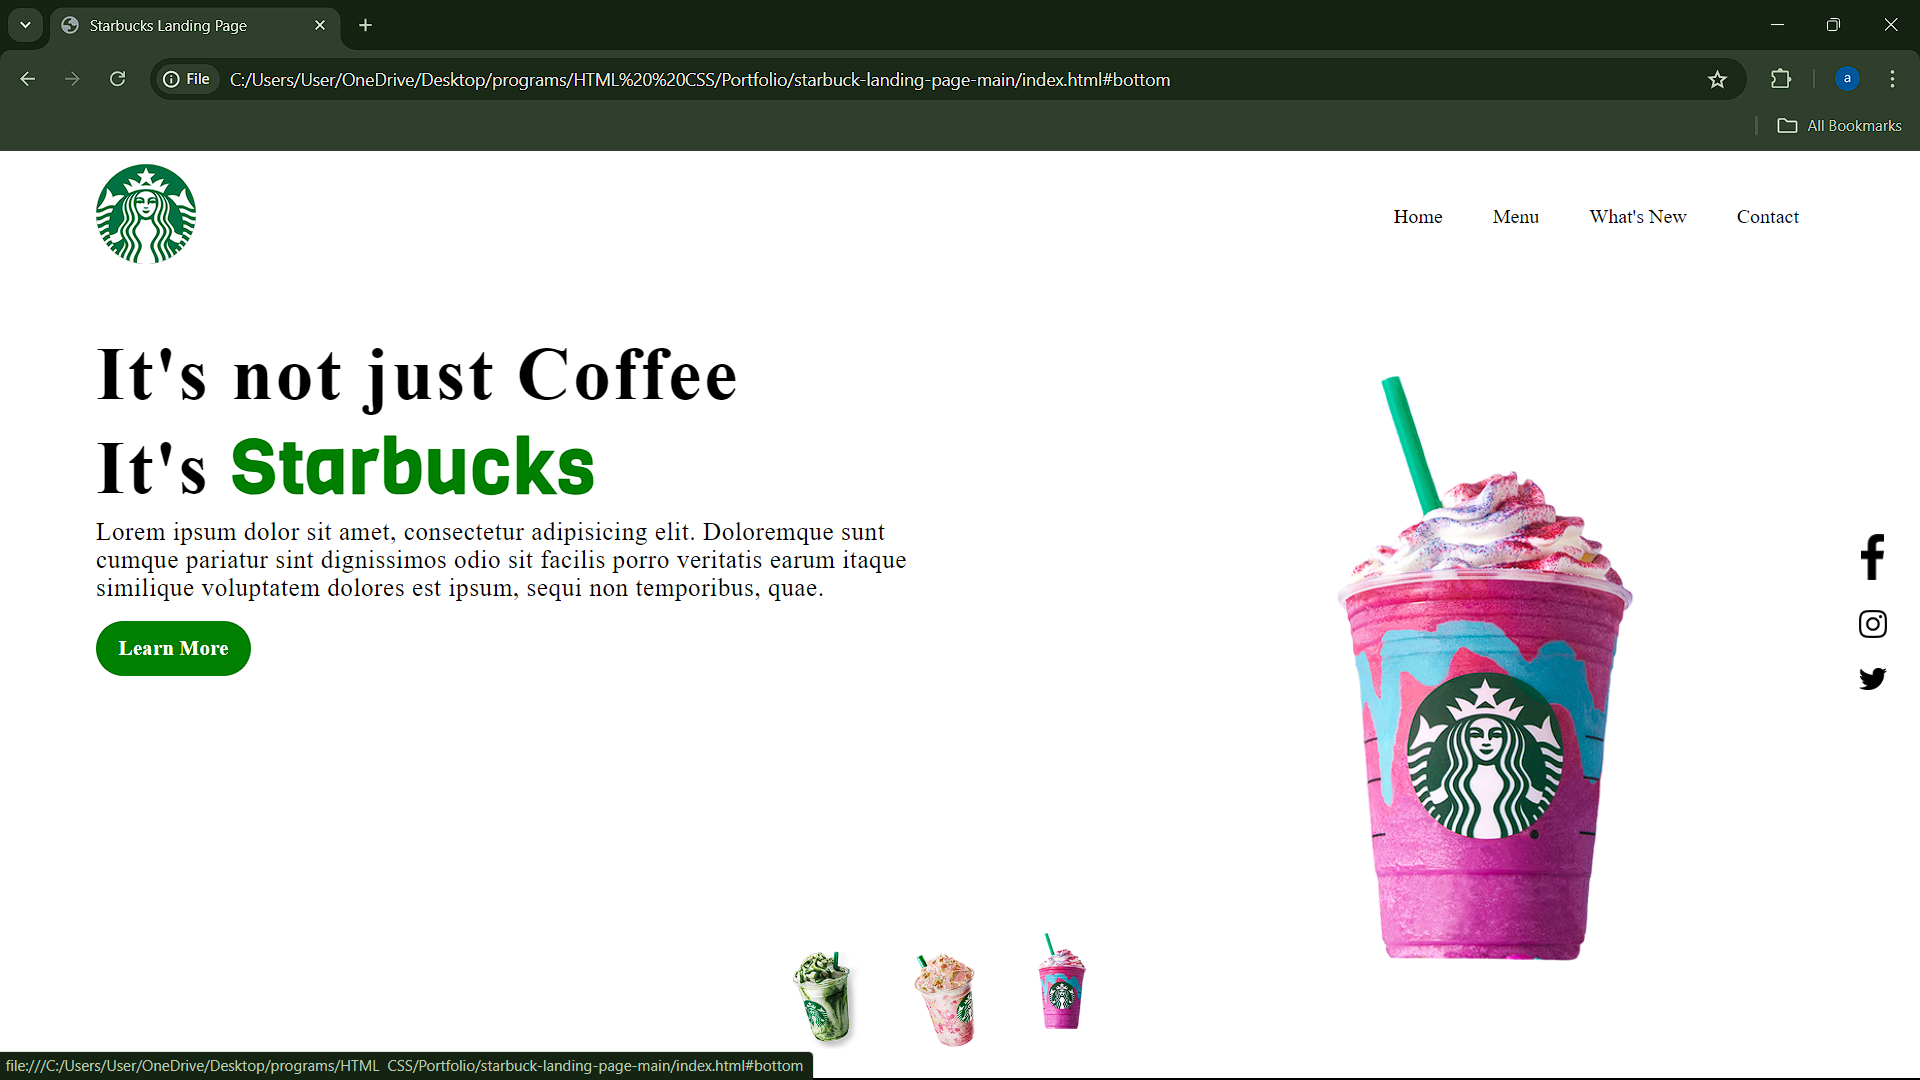 Starbucks Landing Page
File
C:/Users/User/OneDrive/Desktop/programs/HTML%20%20CSS/Portfolio/starbuck-landing-page-main/index.html#bottom
a
All Bookmarks
Home
Menu
What's New
Contact
It's not just Coffee
It's Starbucks
Lorem ipsum dolor sit amet, consectetur adipisicing elit. Doloremque sunt
cumque pariatur sint dignissimos odio sit facilis porro veritatis earum itaque
similique voluptatem dolores est ipsum, sequi non temporibus, quae.
Learn More
file:///C:/Users/User/OneDrive/Desktop/programs/HTML  CSS/Portfolio/starbuck-landing-page-main/index.html#bottom